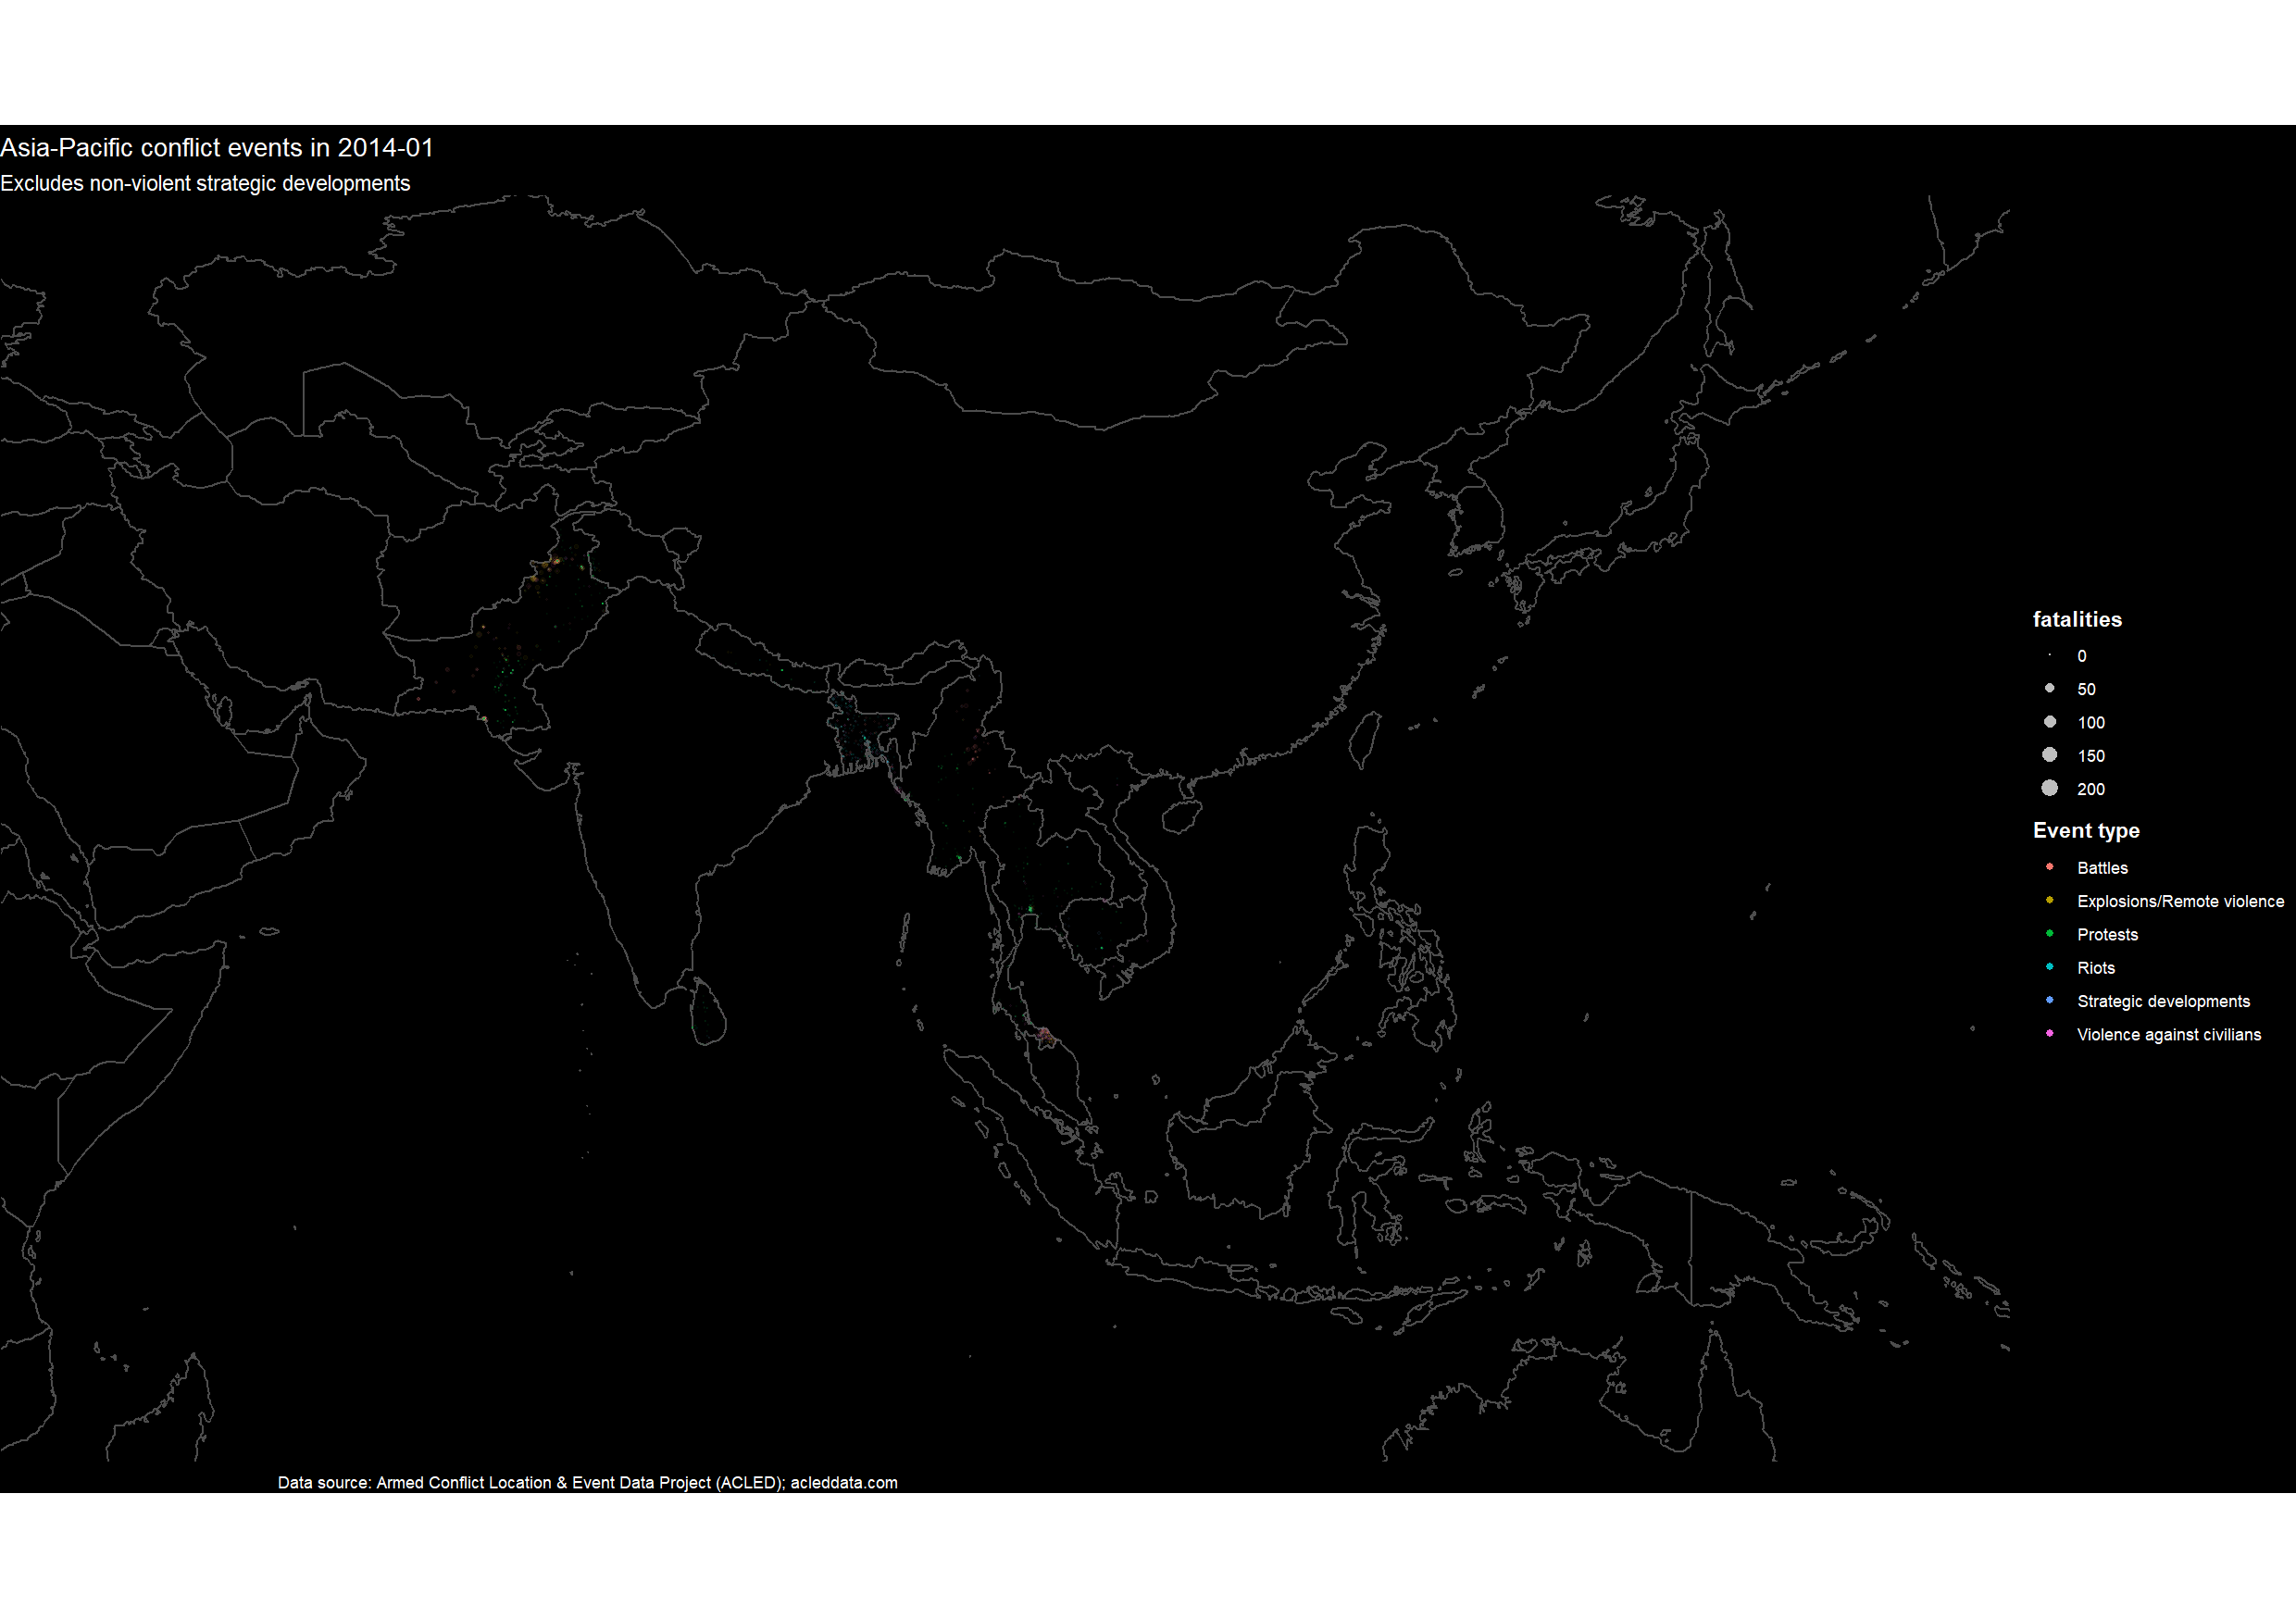 Asia-Pacific conflict events in 2014-01
Excludes non-violent strategic developments
fatalities
0
50
100
150
200
Event type
Battles
Explosions/Remote violence
Protests
Riots
Strategic developments
Violence against civilians
Data source: Armed Conflict Location & Event Data Project (ACLED); acleddata.com